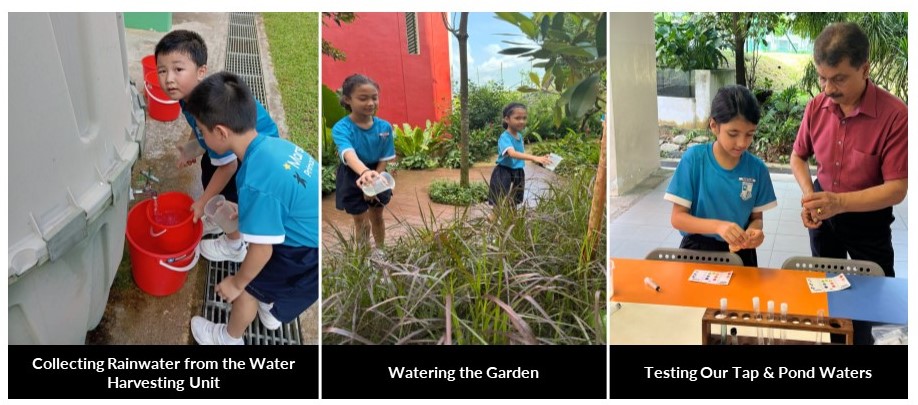 Collecting Rainwater from the Water
Harvesting Unit
Watering the Garden
Testing Our Tap & Pond Waters